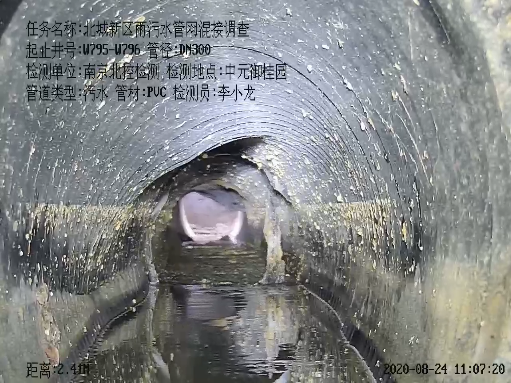 任务名称:北城新区雨污水管网混接调查
起止井号:W795-W796 管径:DN300
检测单位:南京北控检测 检测地点:中元御桂园
管道类型:污水 管材:PVC 检测员:李小龙
距离:2.41M
2020-08-24 11:07:20